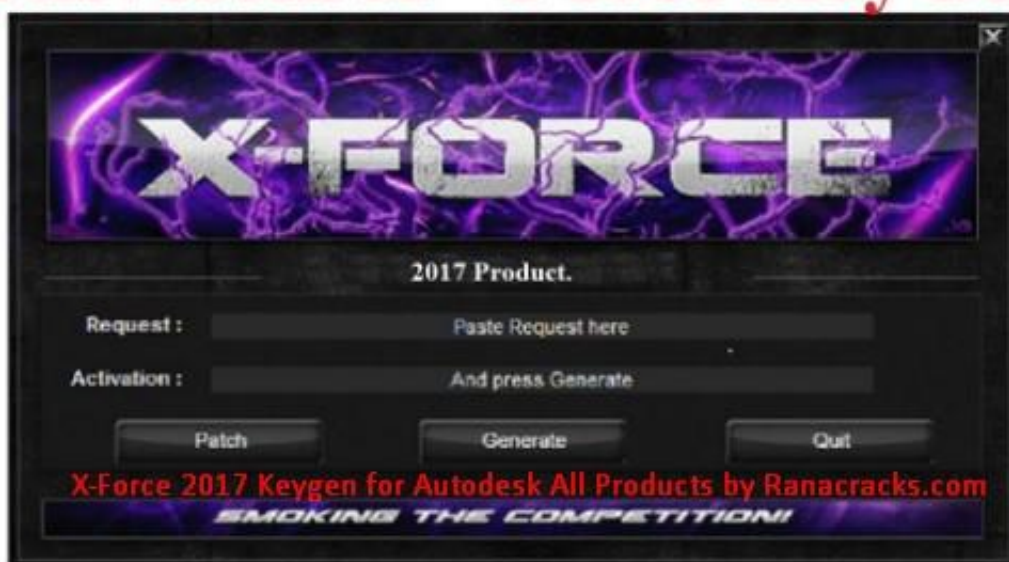 X-FORCE
2017 Product.
Request :
Paste Request here
Activation :
And press Generate
Patch
Generate
Quit
X-Force 2017 Keygen for Autodesk All Products by Ranacracks.com
SMOKING THE COMPETITION!